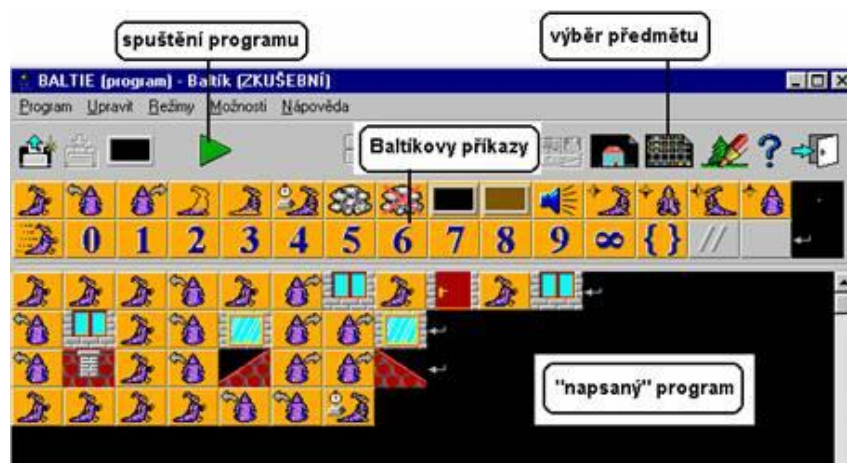 spuštění programu
výběr předmětu
BALTIE (program) - Baltík (ZKUŠEBNÍ)
Program Upravit Režimy Možnosti Nápověda
Baltíkovy příkazy
0 1 2 3 4 5 6 7 8 9 ∞ { } //
"napsaný" program